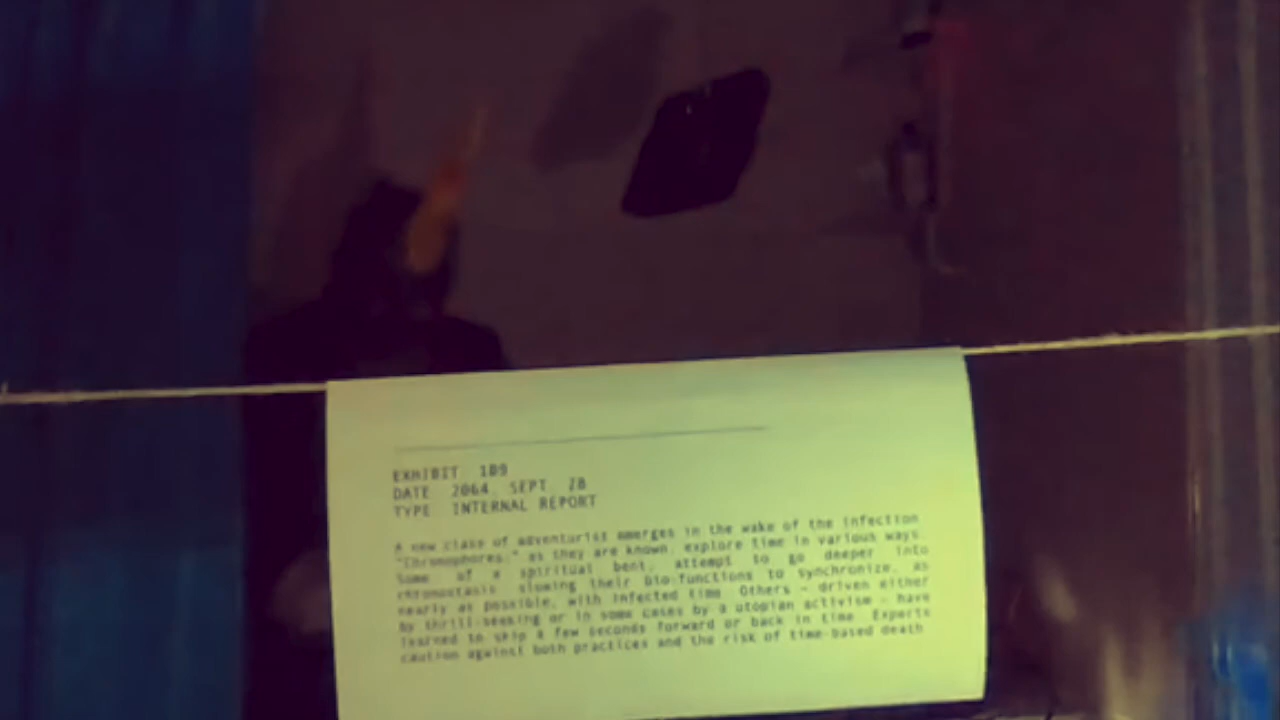 EXHIBIT 189
DATE 2064. SEPT. 28
TYPE INTERNAL REPORT
A new class of adventurist emerges in the wake of the infection
"Chronophores," as they are known, explore time in various ways.
Some of a spiritual bent, attempt to go deeper into
chronostasis slowing their bio-functions to synchronize, as
nearly as possible, with infected time. Others - driven either
by thrill-seeking or in some cases by a utopian activism - have
learned to skip a few seconds forward or back in time. Experts
caution against both practices and the risk of time-based death